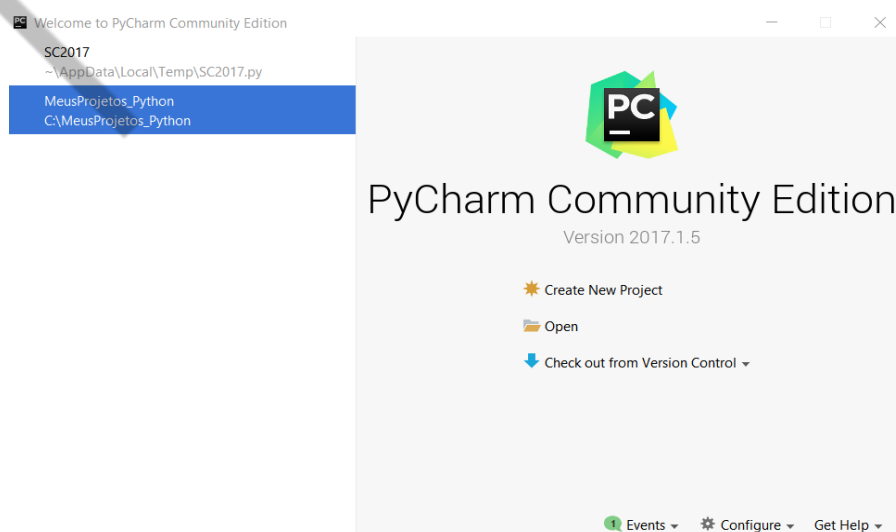 Welcome to PyCharm Community Edition
SC2017
~\AppData\Local\Temp\SC2017.py
MeusProjetos_Python
C:\MeusProjetos_Python
PC
PyCharm Community Edition
Version 2017.1.5
Create New Project
Open
Check out from Version Control
1 Events
Configure
Get Help